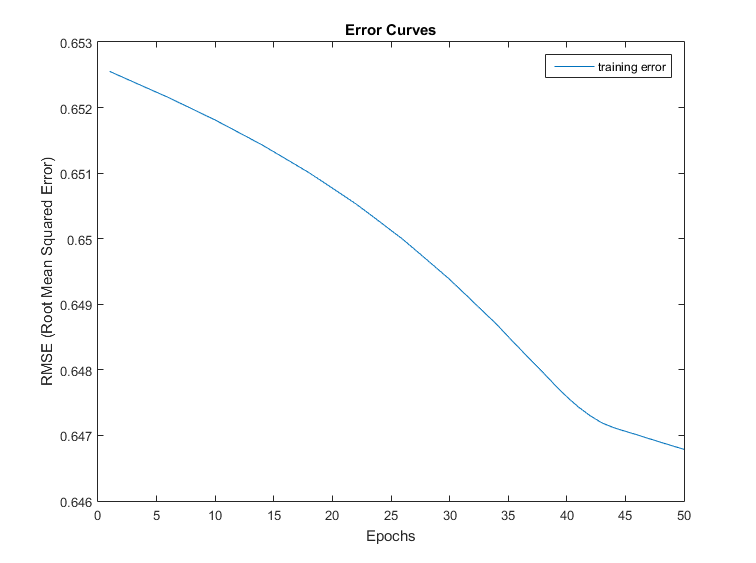 Error Curves
training error
RMSE (Root Mean Squared Error)
0.653
0.652
0.651
0.65
0.649
0.648
0.647
0.646
0 5 10 15 20 25 30 35 40 45 50
Epochs